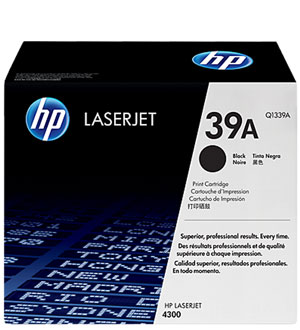 hp
LASERJET
39A
Q1339A
Black Tinta Negra
Noire 黑色
Print Cartridge
Cartouche d'Impression
Cartucho de Impresión
打印硒鼓
Superior, professional results. Every time.
Des résultats professionnels et de qualité
supérieure à chaque impression.
Calidad superior, resultados profesionales.
En todo momento.
HP LASERJET
4300